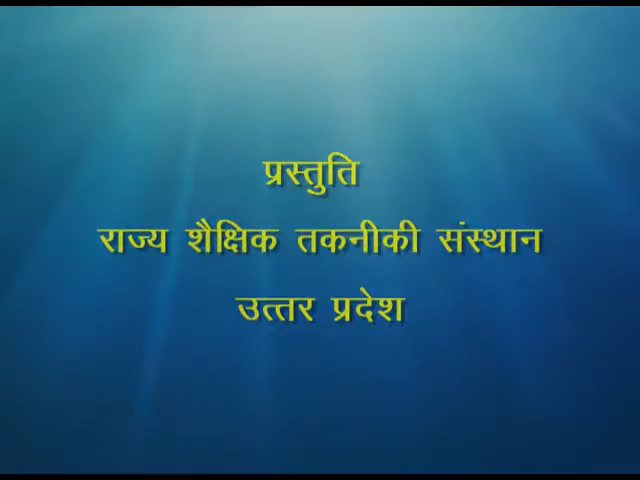 प्रस्तुति
राज्य शैक्षिक तकनीकी संस्थान
उत्तर प्रदेश